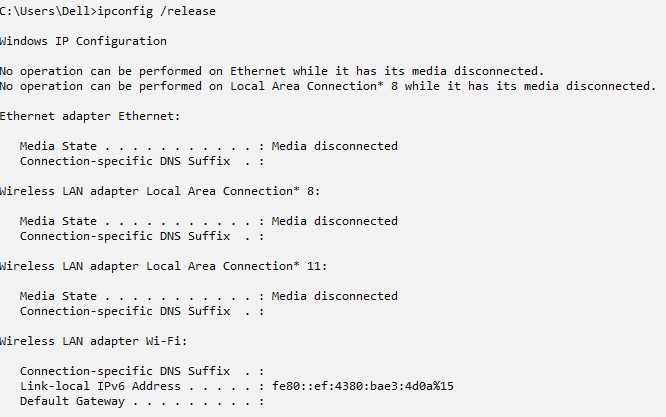 C:\Users\Dell>ipconfig /release
Windows IP Configuration
No operation can be performed on Ethernet while it has its media disconnected.
No operation can be performed on Local Area Connection* 8 while it has its media disconnected.
Ethernet adapter Ethernet:
Media State . . . . . . . . . . . : Media disconnected
Connection-specific DNS Suffix  . :
Wireless LAN adapter Local Area Connection* 8:
Media State . . . . . . . . . . . : Media disconnected
Connection-specific DNS Suffix  . :
Wireless LAN adapter Local Area Connection* 11:
Media State . . . . . . . . . . . : Media disconnected
Connection-specific DNS Suffix  . :
Wireless LAN adapter Wi-Fi:
Connection-specific DNS Suffix  . :
Link-local IPv6 Address . . . . . : fe80::ef:4380:bae3:4d0a%15
Default Gateway . . . . . . . . . :